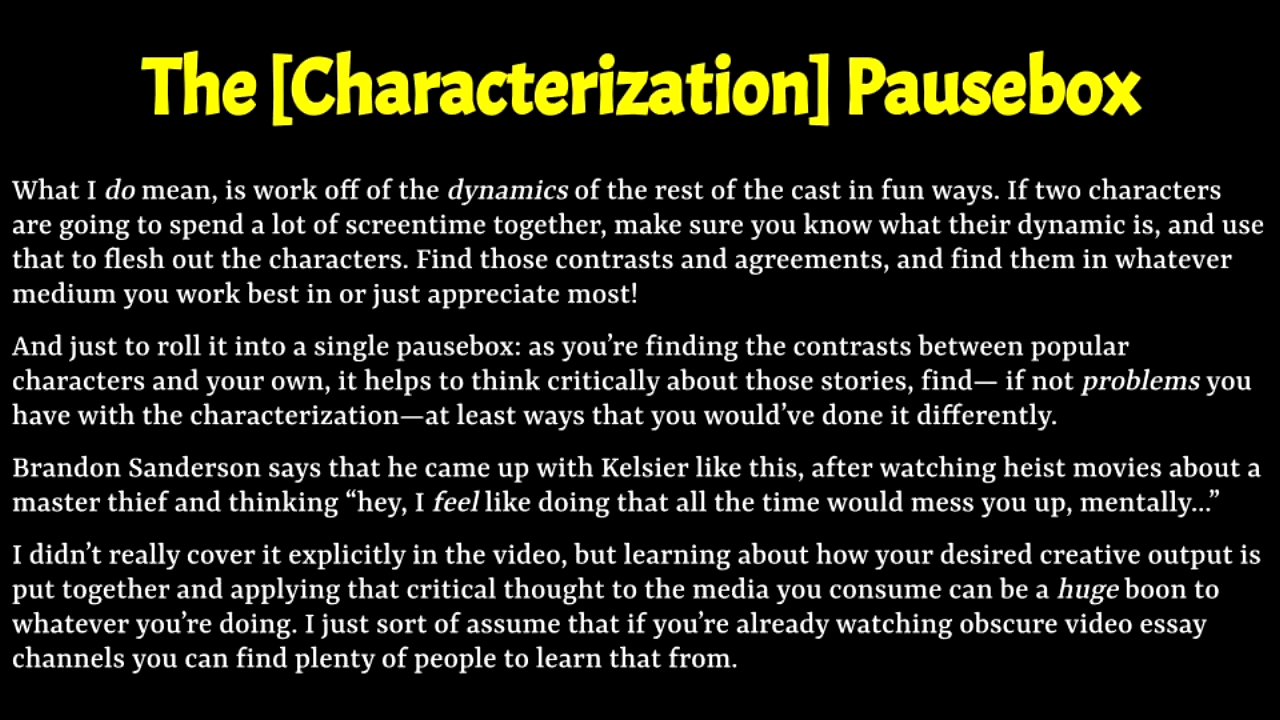 The [Characterization] Pausebox
What I do mean, is work off of the dynamics of the rest of the cast in fun ways. If two characters
are going to spend a lot of screentime together, make sure you know what their dynamic is, and use
that to flesh out the characters. Find those contrasts and agreements, and find them in whatever
medium you work best in or just appreciate most!
And just to roll it into a single pausebox: as you’re finding the contrasts between popular
characters and your own, it helps to think critically about those stories, find— if not problems you
have with the characterization—at least ways that you would’ve done it differently.
Brandon Sanderson says that he came up with Kelsier like this, after watching heist movies about a
master thief and thinking “hey, I feel like doing that all the time would mess you up, mentally...”
I didn’t really cover it explicitly in the video, but learning about how your desired creative output is
put together and applying that critical thought to the media you consume can be a huge boon to
whatever you’re doing. I just sort of assume that if you’re already watching obscure video essay
channels you can find plenty of people to learn that from.